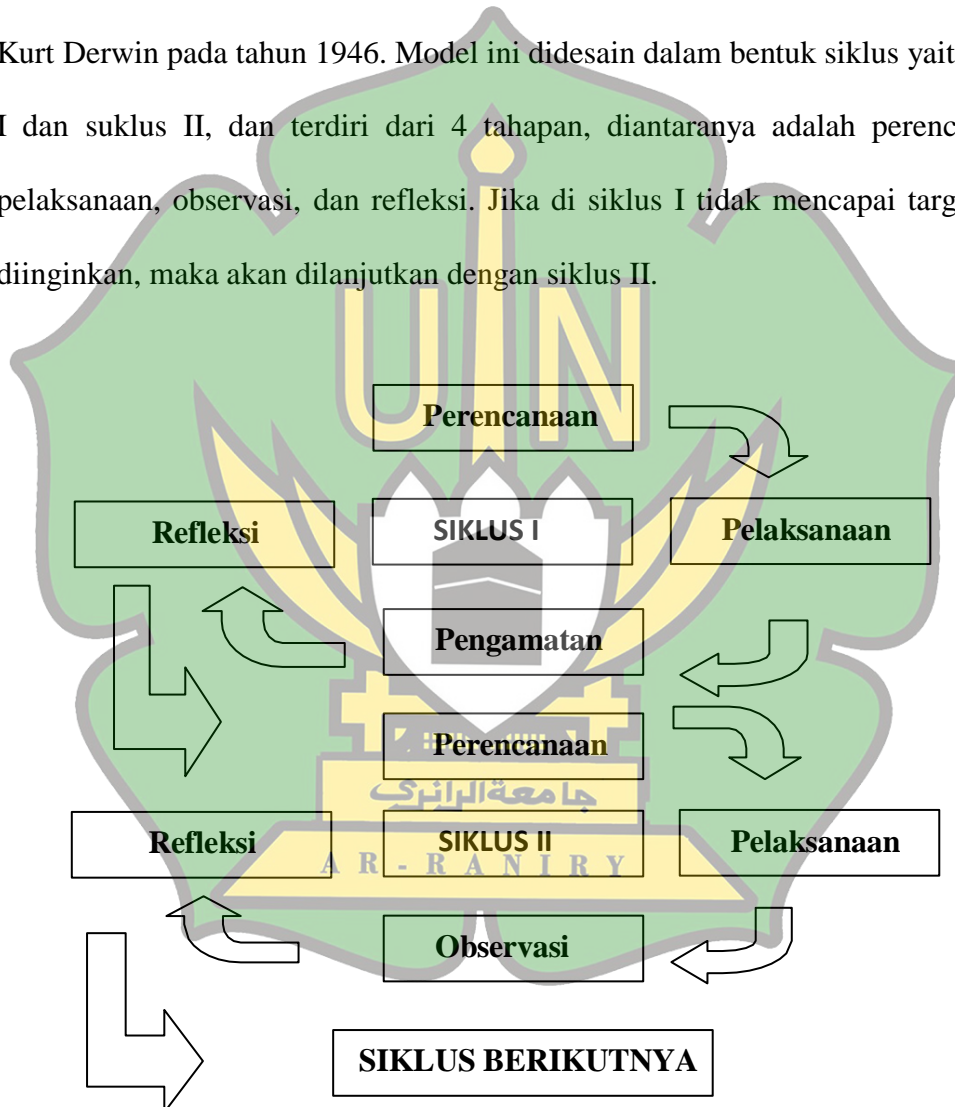 Kurt Derwin pada tahun 1946. Model ini didesain dalam bentuk siklus yait
I dan suklus II, dan terdiri dari 4 tahapan, diantaranya adalah perenc
pelaksanaan, observasi, dan refleksi. Jika di siklus I tidak mencapai targ
diinginkan, maka akan dilanjutkan dengan siklus II.
UIN
Perencanaan
Refleksi SIKLUS I Pelaksanaan
Pengamatan
Perencanaan
جامعة الرانري
Refleksi SIKLUS II Pelaksanaan
AR-RANIRY
Observasi
SIKLUS BERIKUTNYA